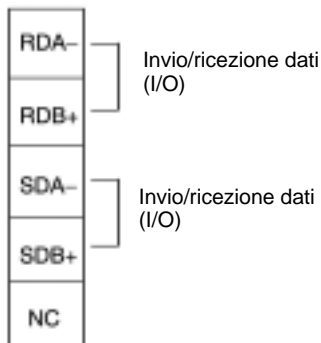 RDA–
Invio/ricezione dati
(I/O)
RDB+
SDA–
Invio/ricezione dati
(I/O)
SDB+
NC